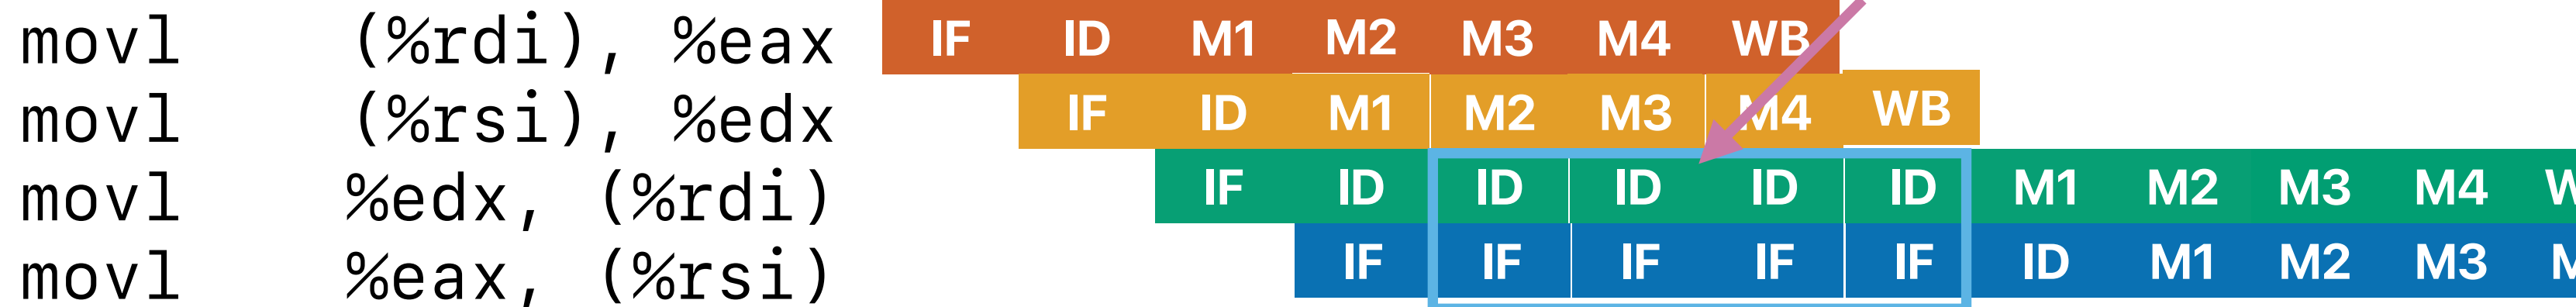 movl (%rdi), %eax IF ID M1 M2 M3 M4 WB
movl (%rsi), %edx IF ID M1 M2 M3 M4 WB
movl %edx, (%rdi) IF ID ID ID ID ID M1 M2 M3 M4
movl %eax, (%rsi) IF IF IF IF IF ID M1 M2 M3